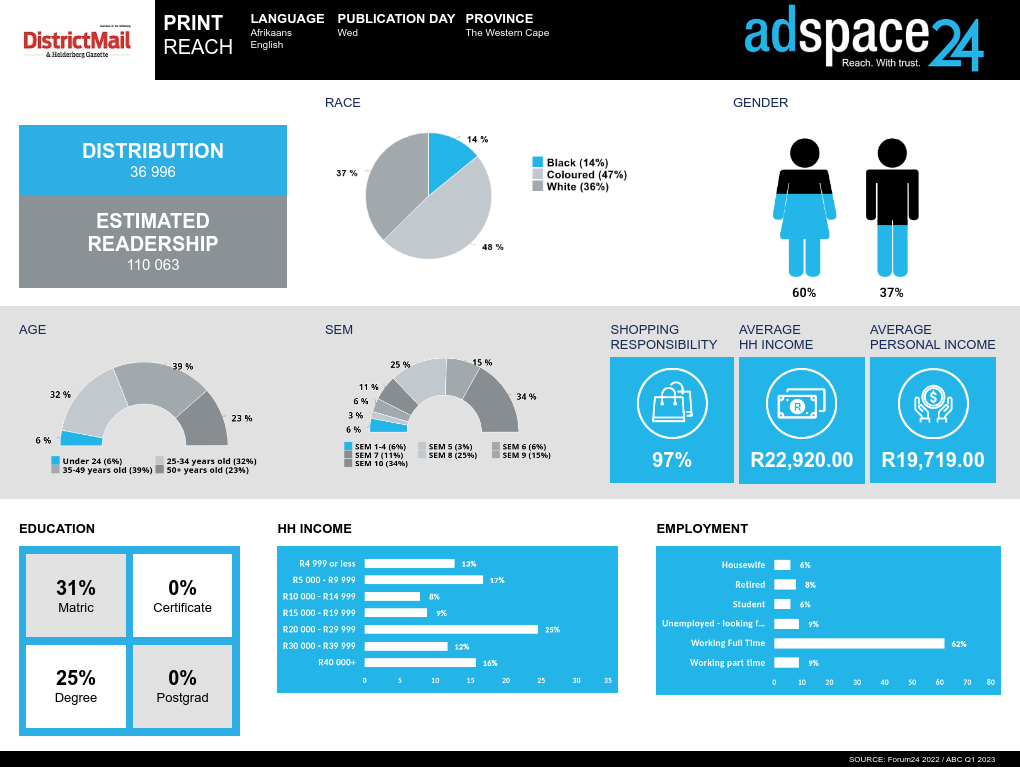 DistrictMail
& Helderberg Gazette
PRINT
REACH
LANGUAGE
Afrikaans
English
PUBLICATION DAY
Wed
PROVINCE
The Western Cape
adspace24
Reach. With trust.
DISTRIBUTION
36 996
ESTIMATED
READERSHIP
110 063
RACE
14 %
37 %
48 %
Black (14%)
Coloured (47%)
White (36%)
GENDER
60%
37%
AGE
39 %
32 %
23 %
6 %
Under 24 (6%)
25-34 years old (32%)
35-49 years old (39%)
50+ years old (23%)
SEM
25 %
15 %
11 %
34 %
6 %
3 %
6 %
SEM 1-4 (6%)
SEM 5 (3%)
SEM 6 (6%)
SEM 7 (11%)
SEM 8 (25%)
SEM 9 (15%)
SEM 10 (34%)
SHOPPING
RESPONSIBILITY
97%
AVERAGE
HH INCOME
R
R22,920.00
AVERAGE
PERSONAL INCOME
$
R19,719.00
EDUCATION
31%
Matric
0%
Certificate
25%
Degree
0%
Postgrad
HH INCOME
R4 999 or less 13%
R5 000 - R9 999 17%
R10 000 - R14 999 8%
R15 000 - R19 999 9%
R20 000 - R29 999 25%
R30 000 - R39 999 12%
R40 000+ 16%
0 5 10 15 20 25 30 35
EMPLOYMENT
Housewife 6%
Retired 8%
Student 6%
Unemployed - looking f... 9%
Working Full Time 62%
Working part time 9%
0 10 20 30 40 50 60 70 80
SOURCE: Forum24 2022 / ABC Q1 2023